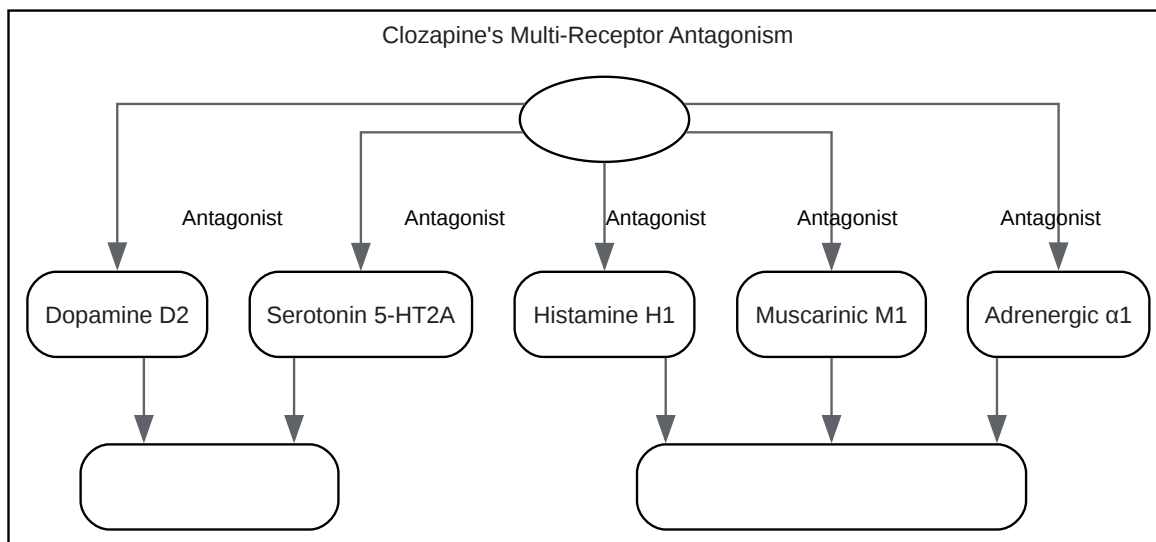 Clozapine's Multi-Receptor Antagonism
Antagonist
Antagonist
Antagonist
Antagonist
Antagonist
Dopamine D2
Serotonin 5-HT2A
Histamine H1
Muscarinic M1
Adrenergic α1